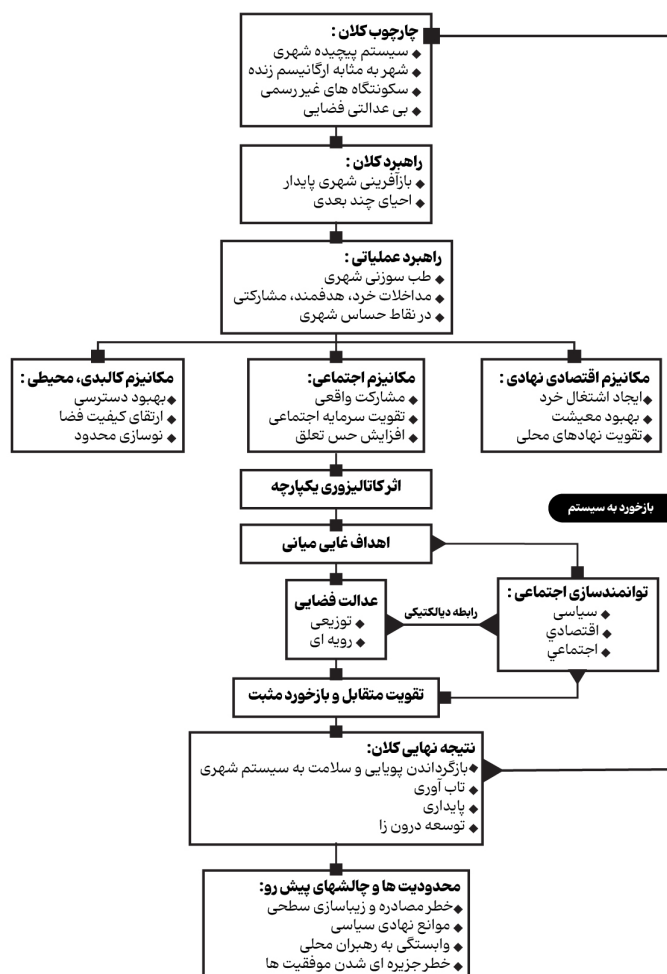 چارچوب کلان :
◆ سیستم پیچیده شهری
◆ شهر به مثابه ارگانیسم زنده
◆ سکونتگاه های غیر رسمی
◆ بی عدالتی فضایی
راهبرد کلان :
◆ بازآفرینی شهری پایدار
◆ احیای چند بعدی
راهبرد عملیاتی :
◆ طب سوزنی شهری
◆ مداخلات خرد، هدفمند، مشارکتی
◆ در نقاط حساس شهری
مکانیزم اقتصادی نهادی :
◆ ایجاد اشتغال خرد
◆ بهبود معیشت
◆ تقویت نهادهای محلی
مکانیزم اجتماعی:
◆ مشارکت واقعی
◆ تقویت سرمایه اجتماعی
◆ افزایش حس تعلق
مکانیزم کالبدی، محیطی :
◆ بهبود دسترسی
◆ ارتقای کیفیت فضا
◆ نوسازی محدود
اثر کاتالیزوری یکپارچه
بازخورد به سیستم
اهداف غایی میانی
توانمندسازی اجتماعی :
◆ سیاسی
◆ اقتصادي
◆ اجتماعي
رابطه دیالکتیکی
عدالت فضایی
◆ توزیعی
◆ رویه ای
تقویت متقابل و بازخورد مثبت
نتیجه نهایی کلان:
◆ بازگرداندن پویایی و سلامت به سیستم شهری
◆ تاب آوری
◆ پایداری
◆ توسعه درون زا
محدودیت ها و چالشهای پیش رو:
◆ خطر مصادره و زیباسازی سطحی
◆ موانع نهادی سیاسی
◆ وابستگی به رهبران محلی
◆ خطر جزیره ای شدن موفقیت ها